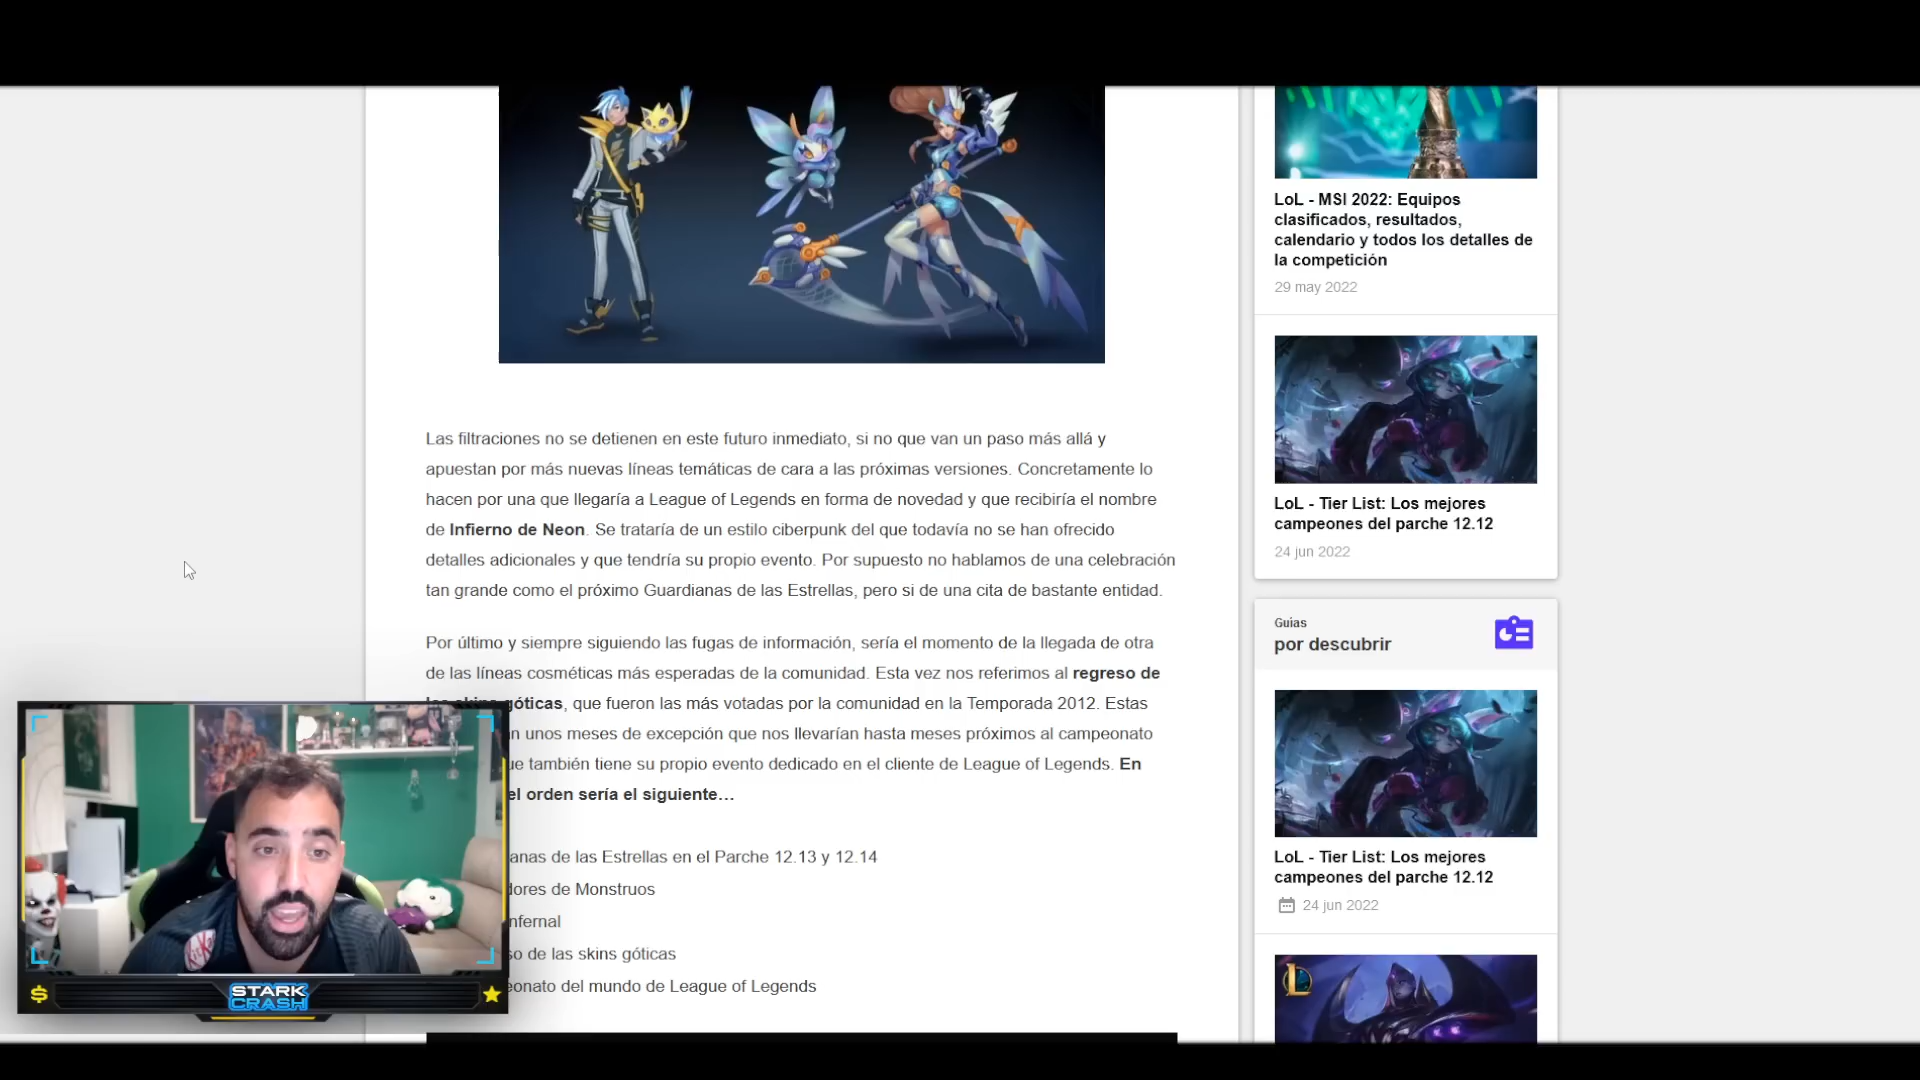 Las filtraciones no se detienen en este futuro inmediato, si no que van un paso más allá y
apuestan por más nuevas líneas temáticas de cara a las próximas versiones. Concretamente lo
hacen por una que llegaría a League of Legends en forma de novedad y que recibiría el nombre
de Infierno de Neon. Se trataría de un estilo ciberpunk del que todavía no se han ofrecido
detalles adicionales y que tendría su propio evento. Por supuesto no hablamos de una celebración
tan grande como el próximo Guardianas de las Estrellas, pero si de una cita de bastante entidad.
Por último y siempre siguiendo las fugas de información, sería el momento de la llegada de otra
de las líneas cosméticas más esperadas de la comunidad. Esta vez nos referimos al regreso de
góticas, que fueron las más votadas por la comunidad en la Temporada 2012. Estas
unos meses de excepción que nos llevarían hasta meses próximos al campeonato
también tiene su propio evento dedicado en el cliente de League of Legends. En
el orden sería el siguiente…
anas de las Estrellas en el Parche 12.13 y 12.14
dores de Monstruos
nfernal
so de las skins góticas
eonato del mundo de League of Legends
LoL - MSI 2022: Equipos
clasificados, resultados,
calendario y todos los detalles de
la competición
29 may 2022
LoL - Tier List: Los mejores
campeones del parche 12.12
24 jun 2022
Guias
por descubrir
LoL - Tier List: Los mejores
campeones del parche 12.12
24 jun 2022
L
$
STARK
CRASH